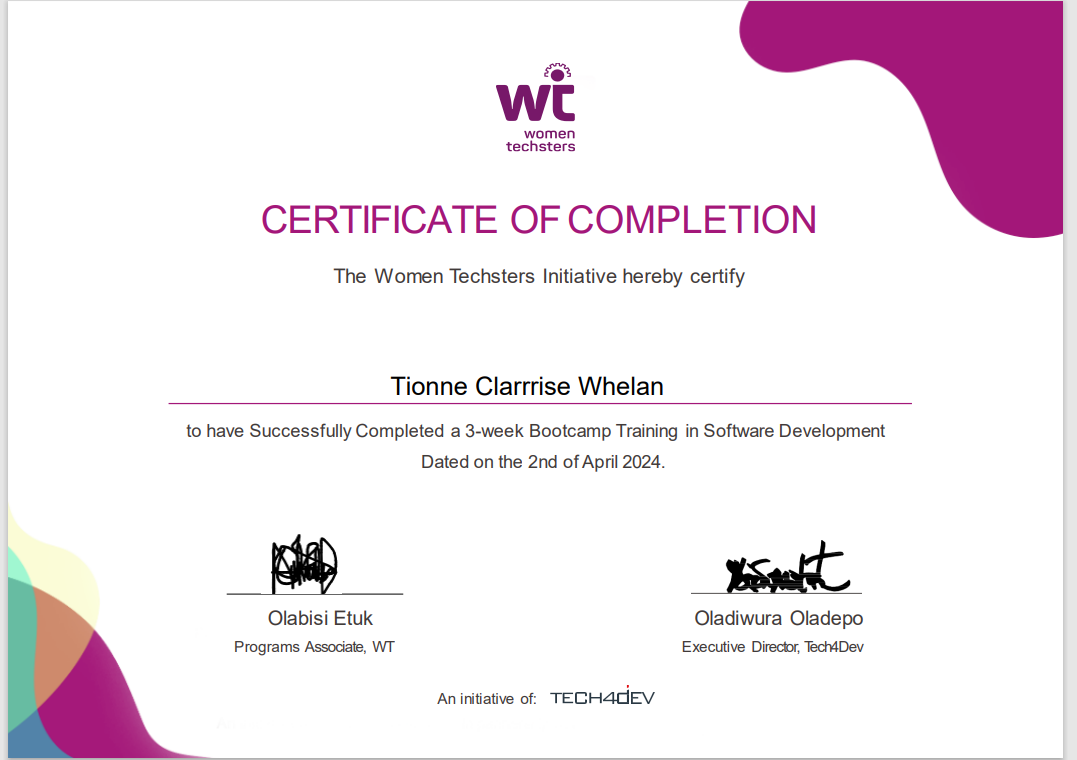 wit
women
techsters
CERTIFICATE OF COMPLETION
The Women Techsters Initiative hereby certify
Tionne Clarrrise Whelan
to have Successfully Completed a 3-week Bootcamp Training in Software Development
Dated on the 2nd of April 2024.
Olabisi Etuk
Oladiwura Oladepo
Programs Associate, WT
Executive Director, Tech4Dev
An initiative of: TECH4DEV